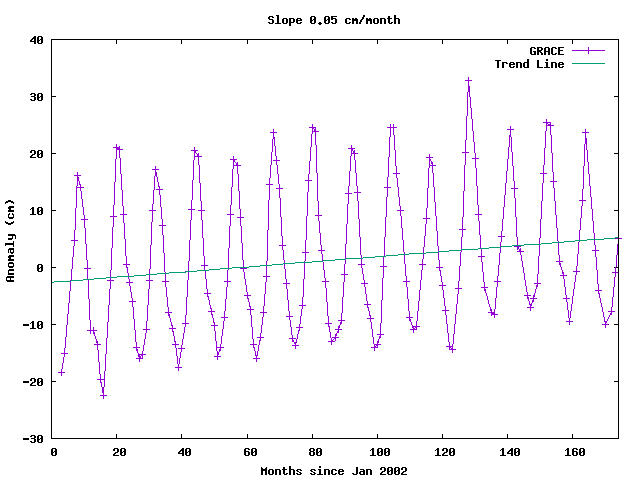 Slope 0.05 cm/month
GRACE
Trend Line
Anomaly (cm)
40
30
20
10
0
-10
-20
-30
0 20 40 60 80 100 120 140 160
Months since Jan 2002